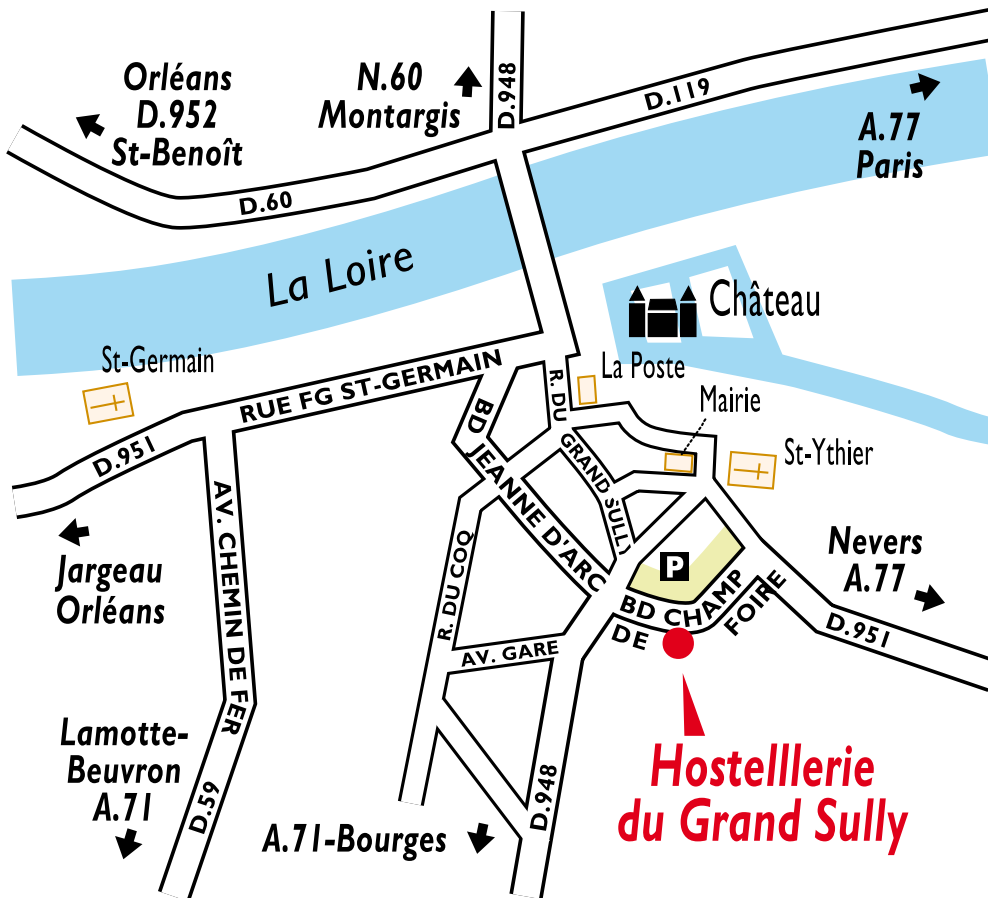 Orléans
D.952
St-Benoît
N.60
Montargis
D.948
D.119
A.77
Paris
D.60
La Loire
Château
St-Germain
La Poste
RUE FG ST-GERMAIN
R. DU
GRAND SULLY
Mairie
St-Ythier
BD JEANNE D'ARC
D.951
AV. CHEMIN DE FER
R. DU COQ
P
Nevers
A.77
Jargeau
Orléans
BD CHAMP
DE FOIRE
D.951
AV. GARE
Lamotte-
Beuvron
A.71
D.59
A.71-Bourges
D.948
Hostelllerie
du Grand Sully